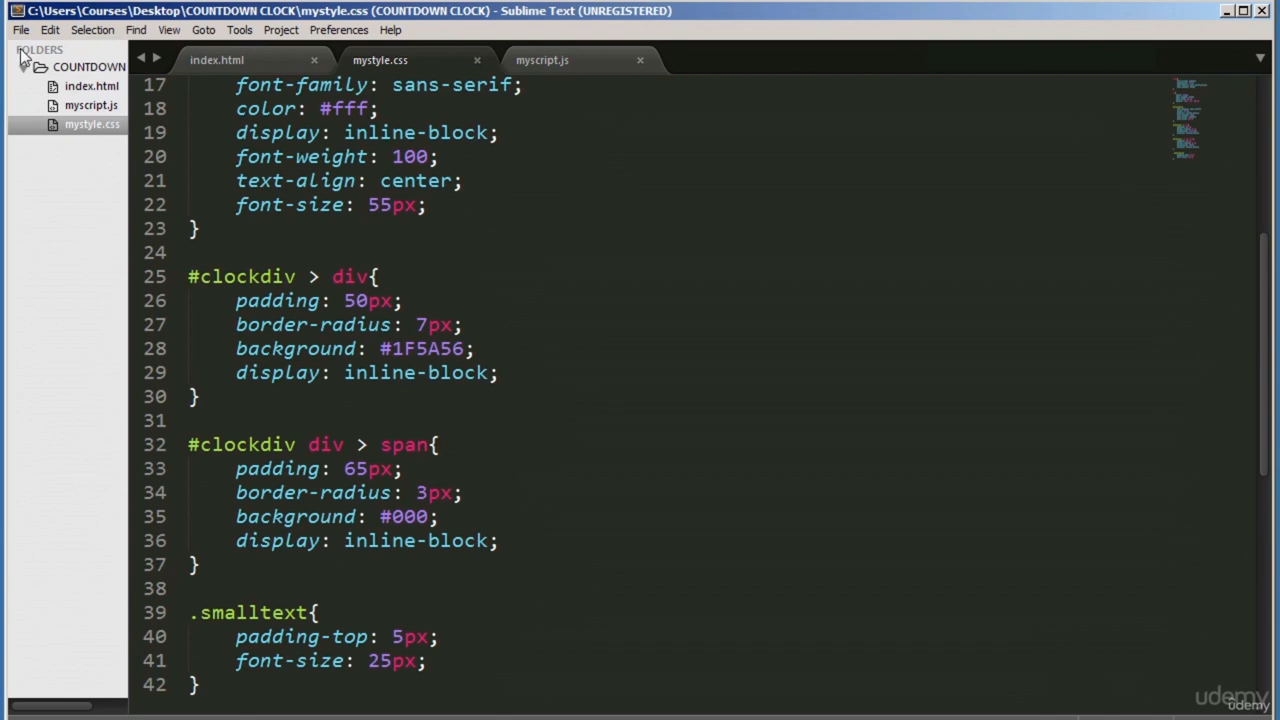 C:\Users\Courses\Desktop\COUNTDOWN CLOCK\mystyle.css (COUNTDOWN CLOCK) - Sublime Text (UNREGISTERED)
File Edit Selection Find View Goto Tools Project Preferences Help
FOLDERS
COUNTDOWN
index.html
myscript.js
mystyle.css
index.html × mystyle.css × myscript.js ×
17 font-family: sans-serif;
18 color: #fff;
19 display: inline-block;
20 font-weight: 100;
21 text-align: center;
22 font-size: 55px;
23 }
24
25 #clockdiv > div{
26 padding: 50px;
27 border-radius: 7px;
28 background: #1F5A56;
29 display: inline-block;
30 }
31
32 #clockdiv div > span{
33 padding: 65px;
34 border-radius: 3px;
35 background: #000;
36 display: inline-block;
37 }
38
39 .smalltext{
40 padding-top: 5px;
41 font-size: 25px;
42 }
udemy
udemy